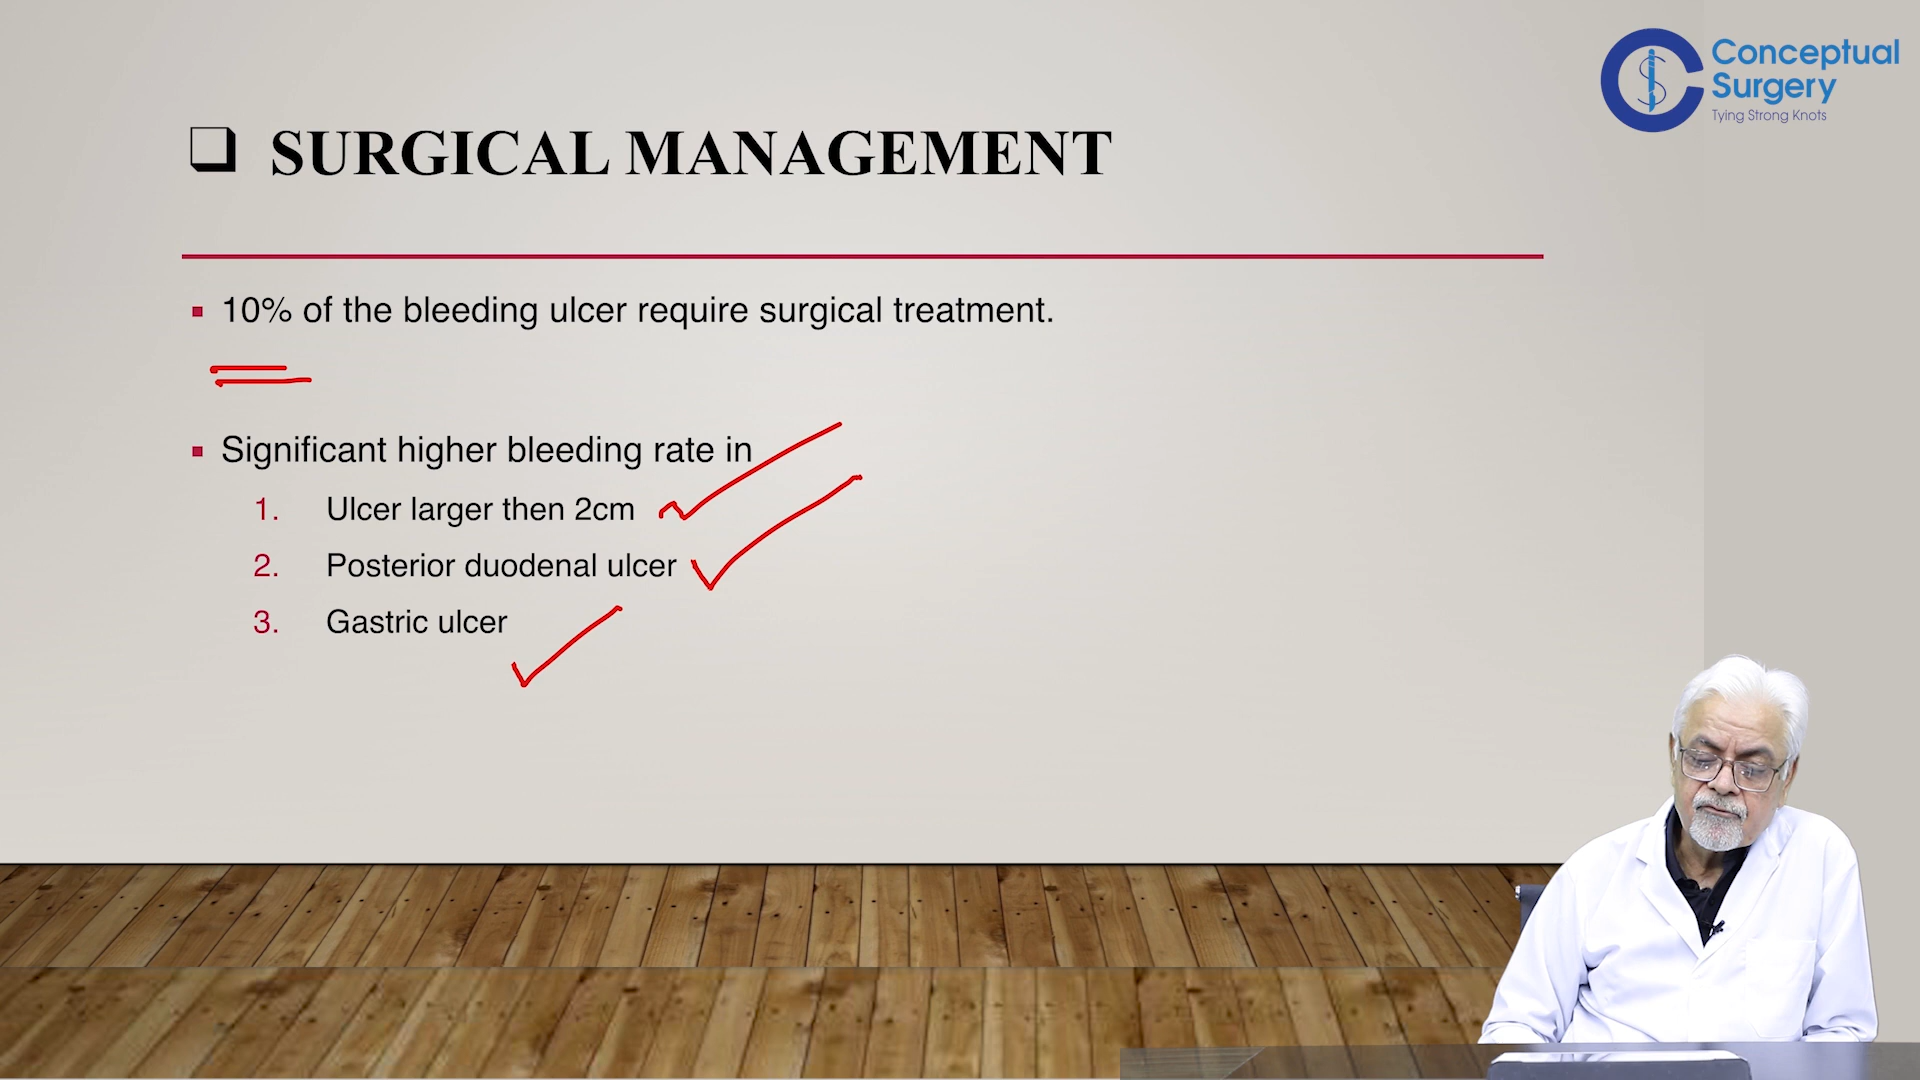 Conceptual
Surgery
Tying Strong Knots
❑ SURGICAL MANAGEMENT
▪ 10% of the bleeding ulcer require surgical treatment.
▪ Significant higher bleeding rate in
1. Ulcer larger then 2cm
2. Posterior duodenal ulcer
3. Gastric ulcer